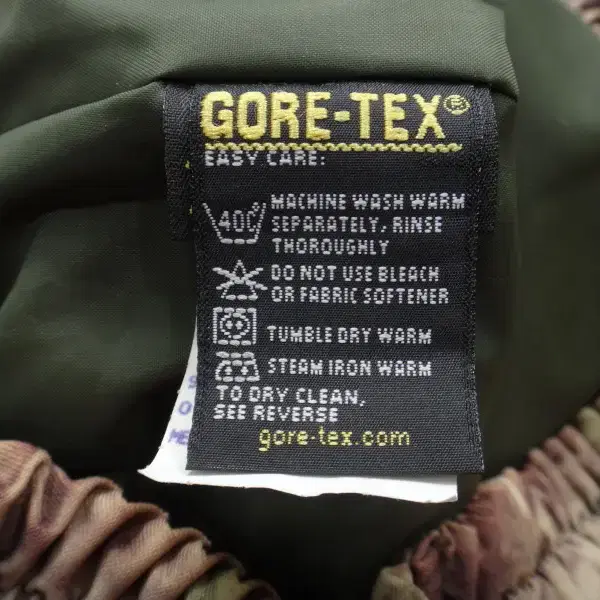 GORE-TEX®
EASY CARE:
40C
MACHINE WASH WARM
SEPARATELY, RINSE
THOROUGHLY
DO NOT USE BLEACH
OR FABRIC SOFTENER
TUMBLE DRY WARM
STEAM IRON WARM
TO DRY CLEAN,
SEE REVERSE
gore-tex.com